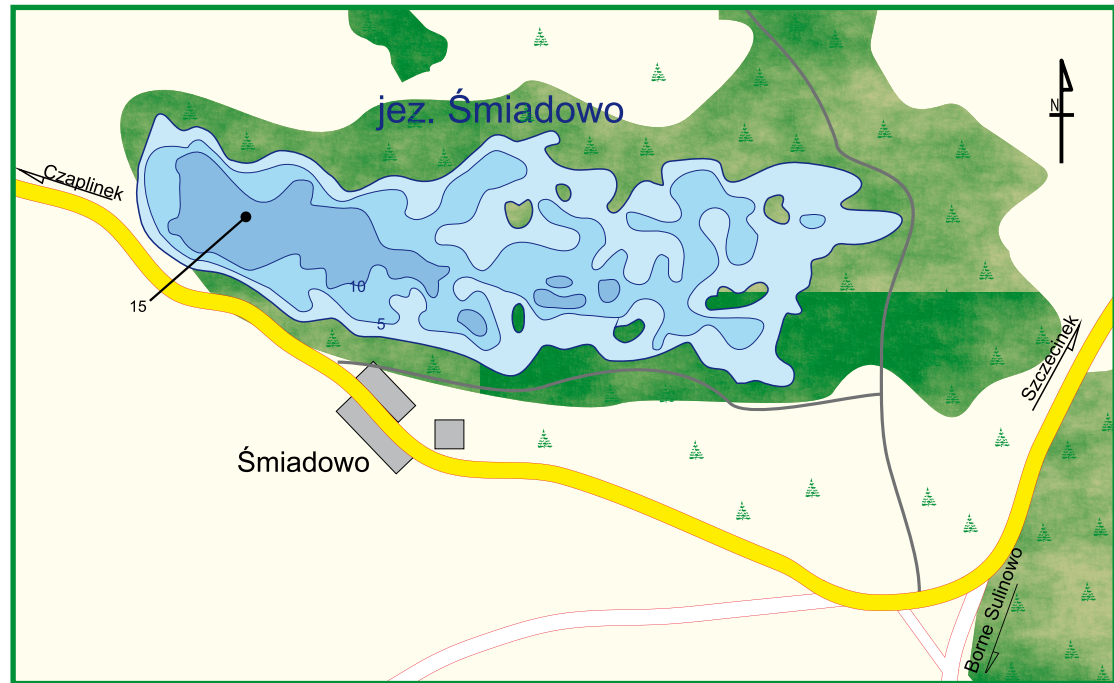 jez. Śmiadowo
N
Czaplinek
10
15
5
Szczecinek
Śmiadowo
Borne Sulinowo